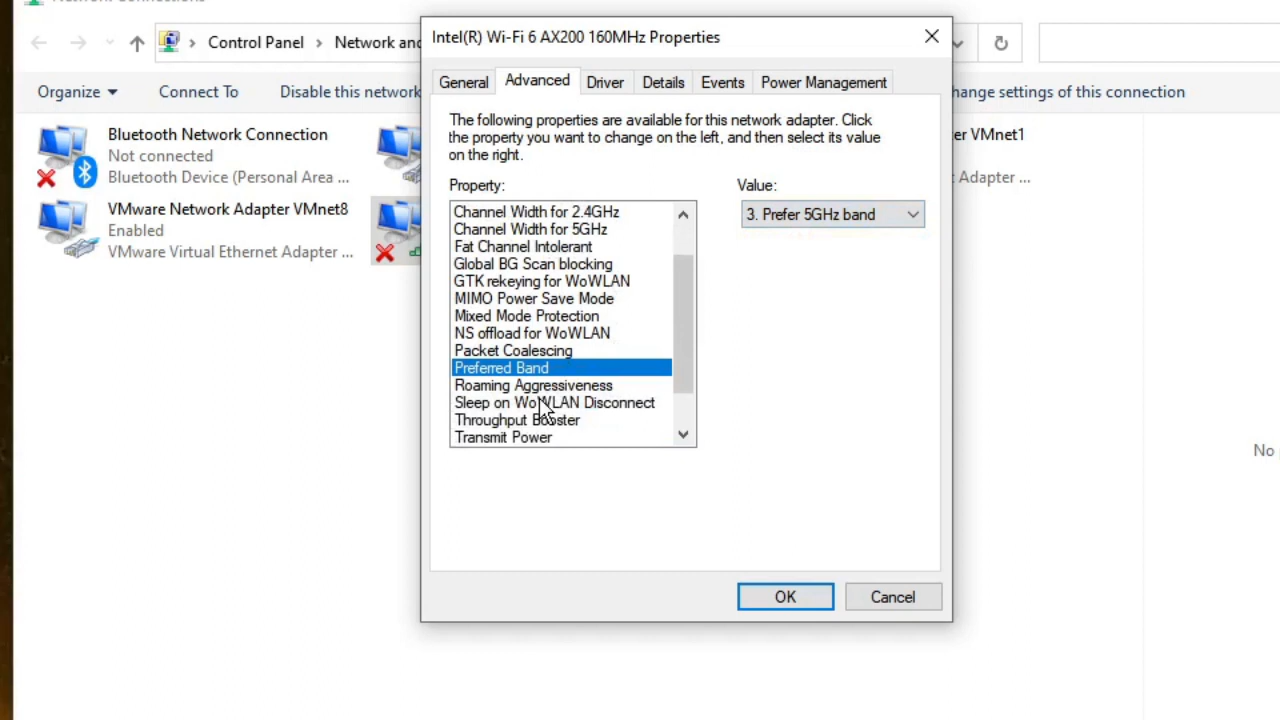 Network Connections
Control Panel
Network and
Intel(R) Wi-Fi 6 AX200 160MHz Properties
Organize
Connect To
Disable this network
hange settings of this connection
Bluetooth Network Connection
Not connected
Bluetooth Device (Personal Area ...
VMware Network Adapter VMnet8
Enabled
VMware Virtual Ethernet Adapter ...
er VMnet1
Adapter ...
General
Advanced
Driver
Details
Events
Power Management
The following properties are available for this network adapter. Click
the property you want to change on the left, and then select its value
on the right.
Property:
Value:
Channel Width for 2.4GHz
Channel Width for 5GHz
Fat Channel Intolerant
Global BG Scan blocking
GTK rekeying for WoWLAN
MIMO Power Save Mode
Mixed Mode Protection
NS offload for WoWLAN
Packet Coalescing
Preferred Band
Roaming Aggressiveness
Sleep on WoWLAN Disconnect
Throughput Booster
Transmit Power
3. Prefer 5GHz band
No
OK
Cancel